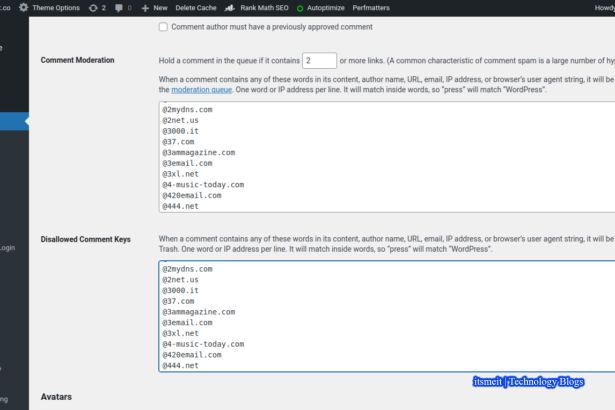 t.co Theme Options 2 0 New Delete Cache Rank Math SEO Autoptimize Perfmatters Howdy
Comment author must have a previously approved comment
Comment Moderation
Hold a comment in the queue if it contains 2 or more links. (A common characteristic of comment spam is a large number of hy
When a comment contains any of these words in its content, author name, URL, email, IP address, or browser's user agent string, it will be
the moderation queue. One word or IP address per line. It will match inside words, so "press" will match "WordPress".
@2mydns.com
@2net.us
@3000.it
@37.com
@3ammagazine.com
@3email.com
@3xl.net
@4-music-today.com
@420email.com
@444.net
Login
Disallowed Comment Keys
When a comment contains any of these words in its content, author name, URL, email, IP address, or browser's user agent string, it will be
Trash. One word or IP address per line. It will match inside words, so "press" will match "WordPress".
@2mydns.com
@2net.us
@3000.it
@37.com
@3ammagazine.com
@3email.com
@3xl.net
@4-music-today.com
@420email.com
@444.net
itsmeit | Technology Blogs
Avatars
ng